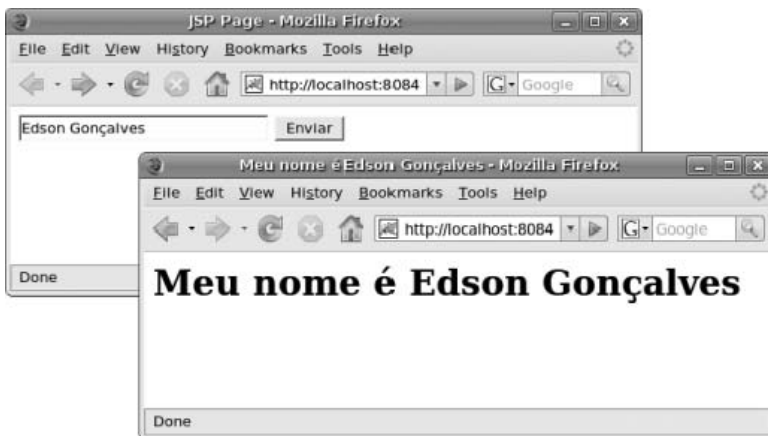 JSP Page - Mozilla Firefox
File Edit View History Bookmarks Tools Help
http://localhost:8084 G Google
Edson Gonçalves Enviar
Done
Meu nome éEdson Gonçalves - Mozilla Firefox
File Edit View History Bookmarks Tools Help
http://localhost:8084 G Google
Meu nome é Edson Gonçalves
Done